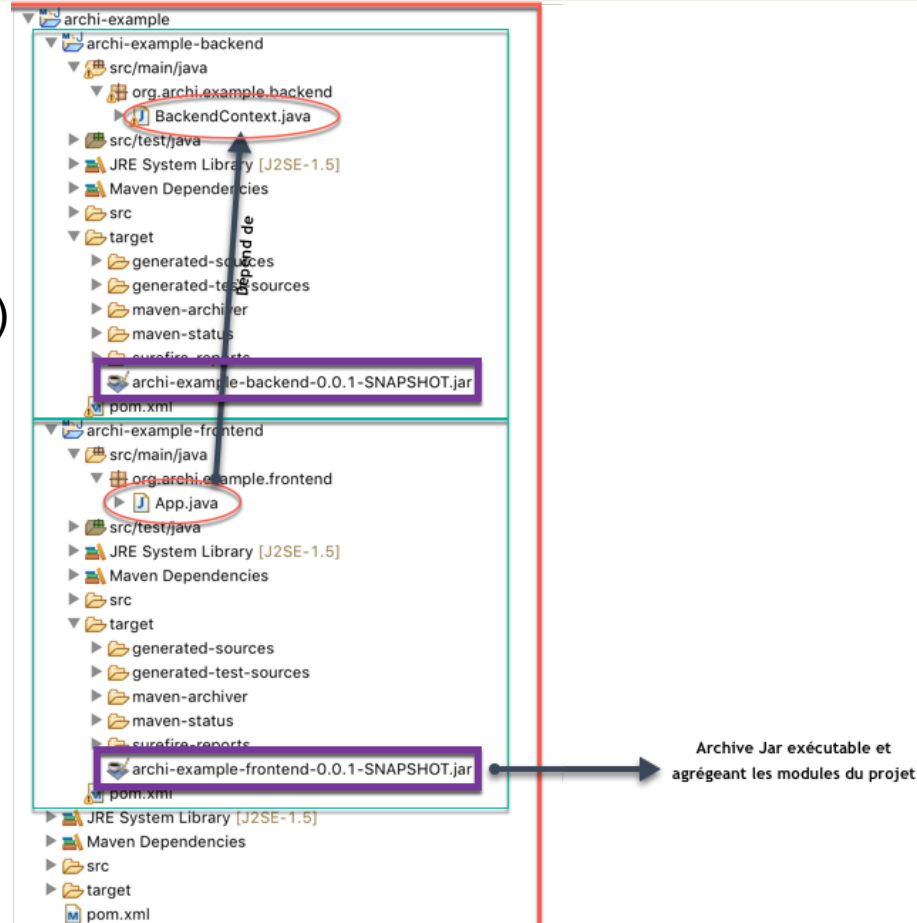 archi-example
archi-example-backend
src/main/java
org.archi.example.backend
BackendContext.java
src/test/java
JRE System Library [J2SE-1.5]
Maven Dependencies
src
target
Dépend de
generated-sources
generated-test-sources
)
maven-archiver
maven-status
surefire-reports
archi-example-backend-0.0.1-SNAPSHOT.jar
pom.xml
archi-example-frontend
src/main/java
org.archi.example.frontend
App.java
src/test/java
JRE System Library [J2SE-1.5]
Maven Dependencies
src
target
generated-sources
generated-test-sources
maven-archiver
maven-status
surefire-reports
archi-example-frontend-0.0.1-SNAPSHOT.jar
Archive Jar exécutable et
agrégeant les modules du projet
pom.xml
JRE System Library [J2SE-1.5]
Maven Dependencies
src
target
pom.xml